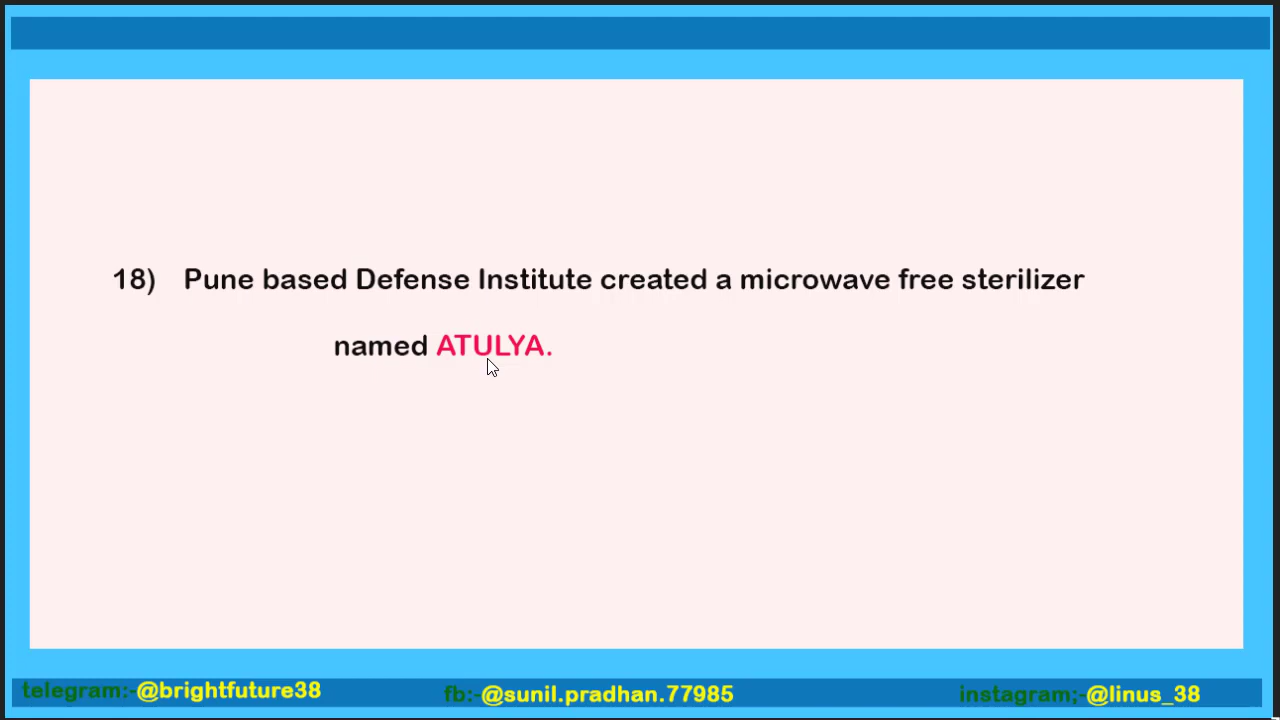 18) Pune based Defense Institute created a microwave free sterilizer
named ATULYA.
telegram:-@brightfuture38 fb:-@sunil.pradhan.77985 instagram;-@linus_38